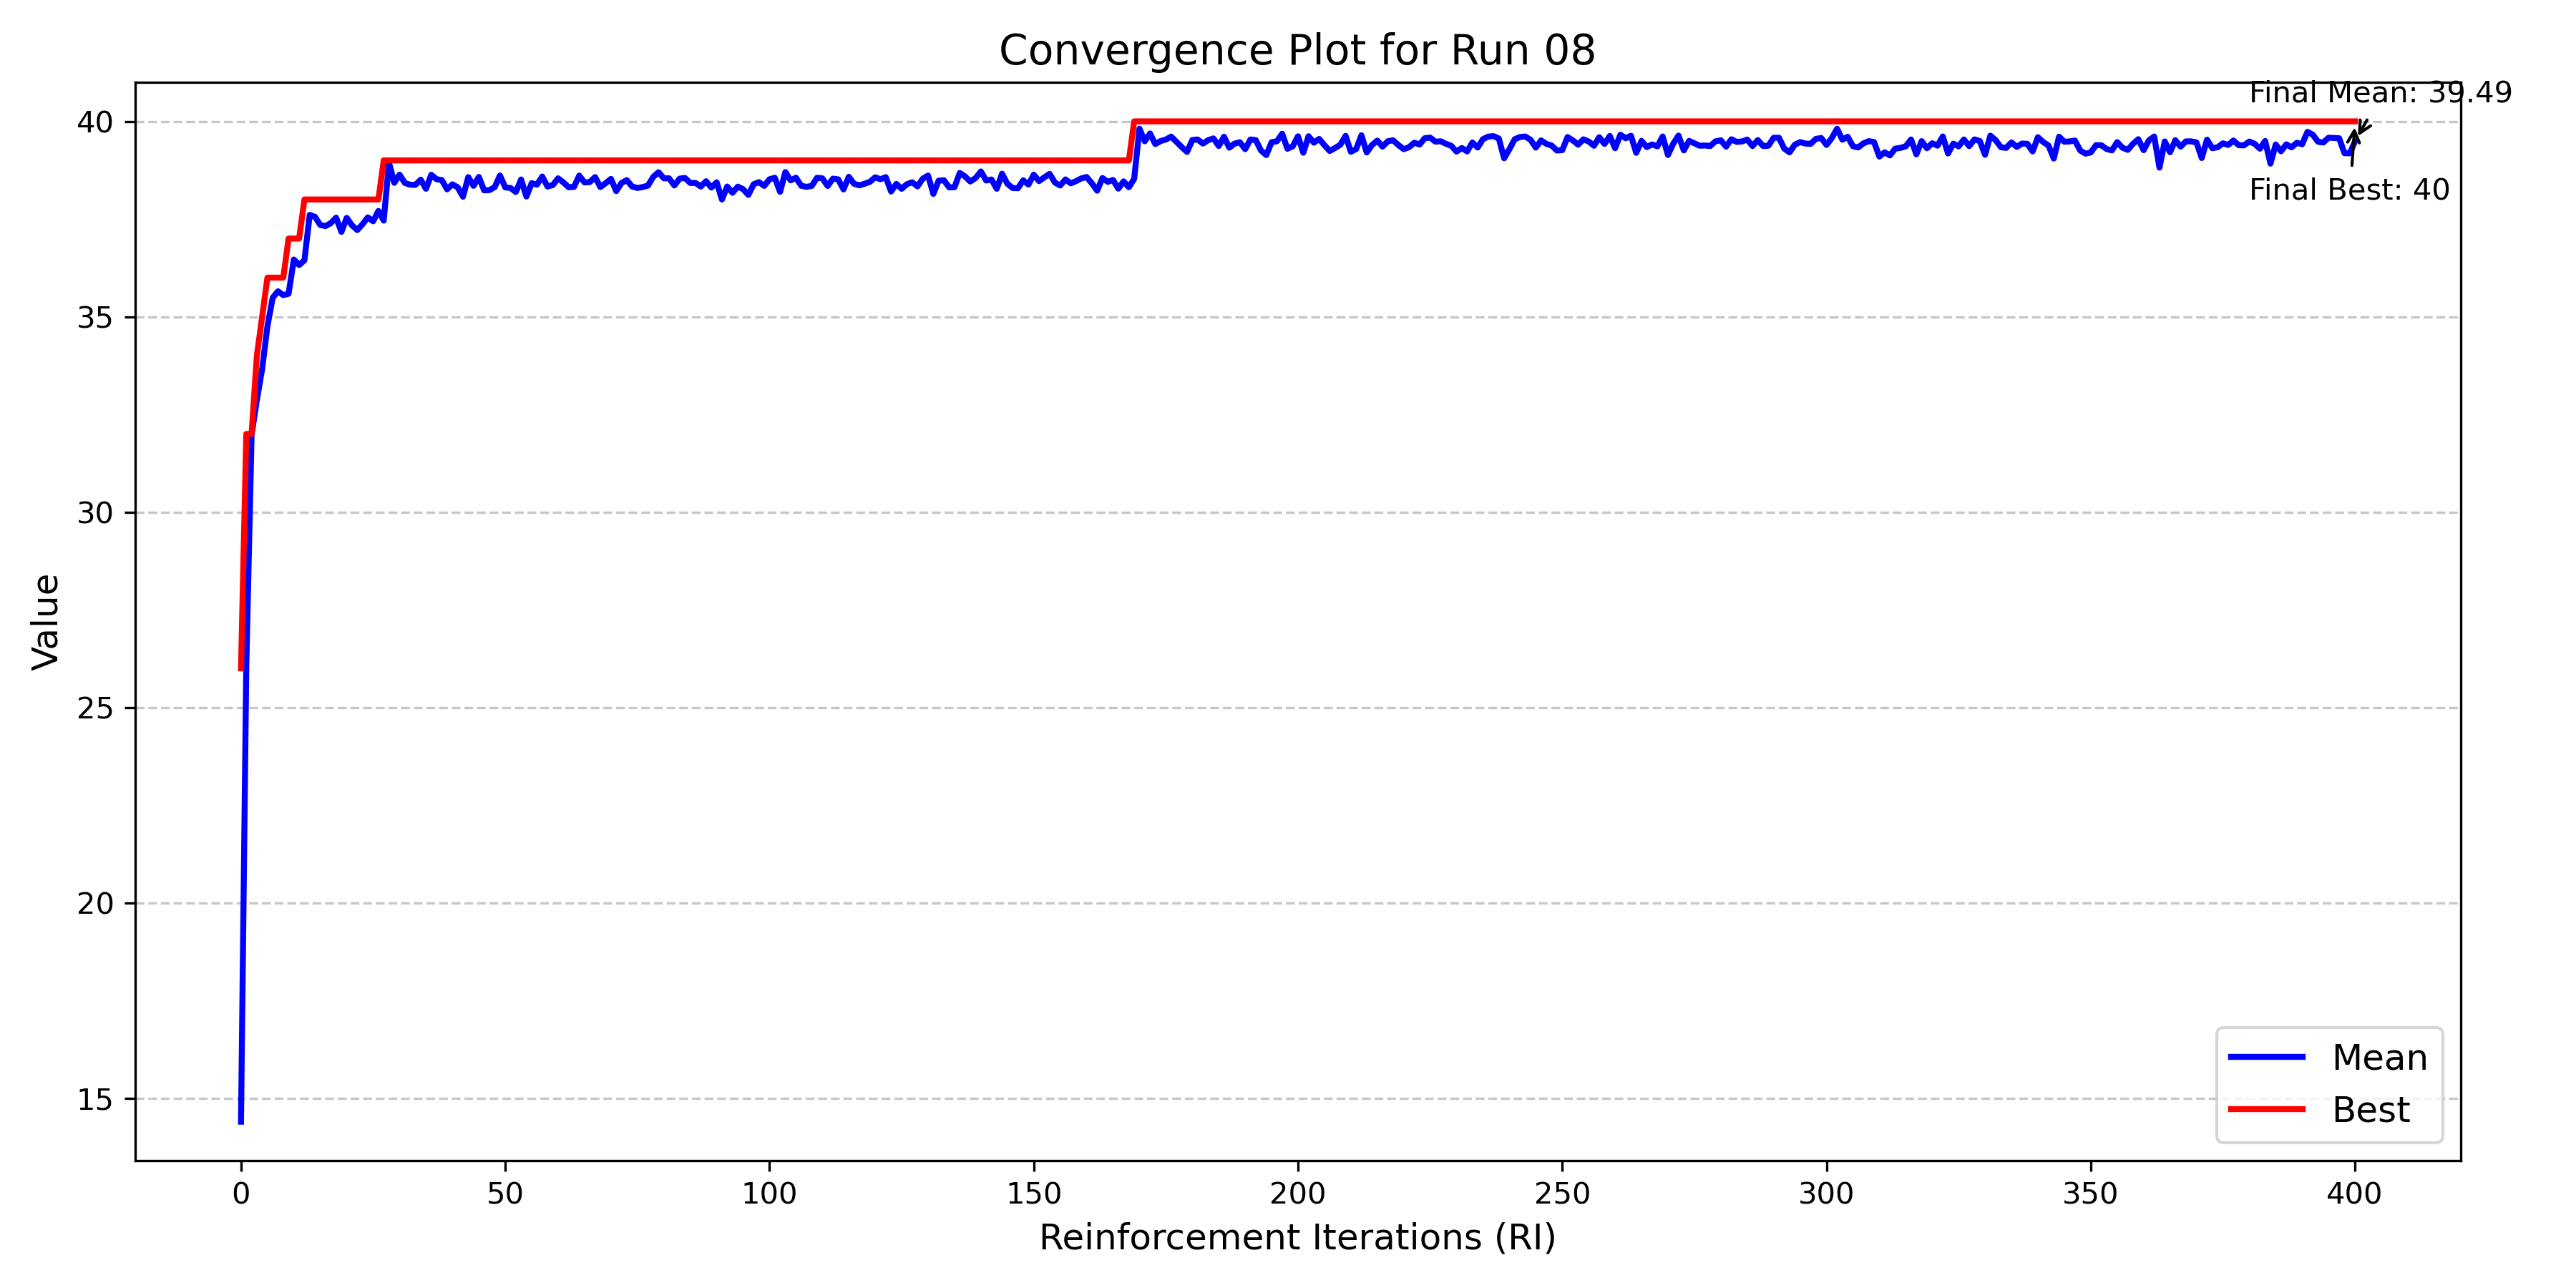 Convergence Plot for Run 08
Final Mean: 39.49
Final Best: 40
40
35
30
25
20
15
Value
0 50 100 150 200 250 300 350 400
Reinforcement Iterations (RI)
Mean
Best